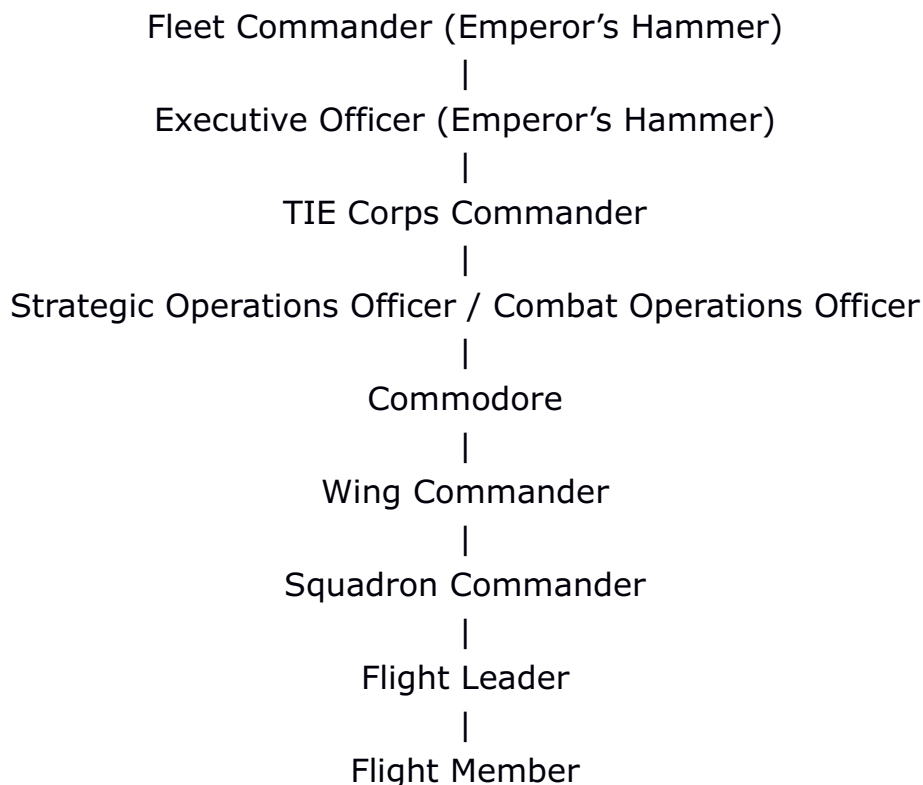 Fleet Commander (Emperor’s Hammer)
|
Executive Officer (Emperor’s Hammer)
|
TIE Corps Commander
|
Strategic Operations Officer / Combat Operations Officer
|
Commodore
|
Wing Commander
|
Squadron Commander
|
Flight Leader
|
Flight Member